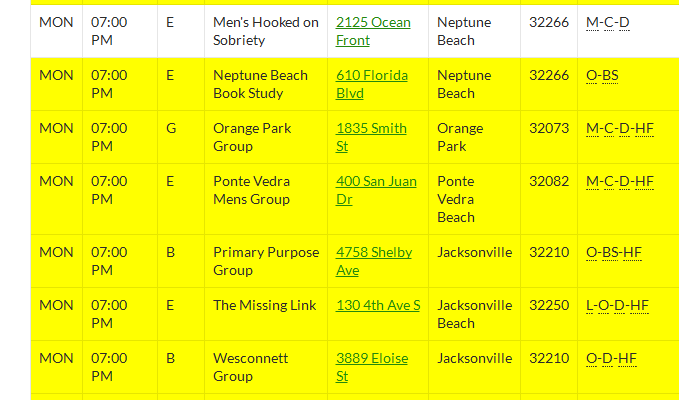 MON 07:00 E Men's Hooked on 2125 Ocean Neptune 32266 M-C-D
PM Sobriety Front Beach
MON 07:00 E Neptune Beach 610 Florida Neptune 32266 O-BS
PM Book Study Blvd Beach
MON 07:00 G Orange Park 1835 Smith Orange 32073 M-C-D-HF
PM Group St Park
MON 07:00 E Ponte Vedra 400 San Juan Ponte 32082 M-C-D-HF
PM Mens Group Dr Vedra
Beach
MON 07:00 B Primary Purpose 4758 Shelby Jacksonville 32210 O-BS-HF
PM Group Ave
MON 07:00 E The Missing Link 130 4th Ave S Jacksonville 32250 L-O-D-HF
PM Beach
MON 07:00 B Wesconnett 3889 Eloise Jacksonville 32210 O-D-HF
PM Group St